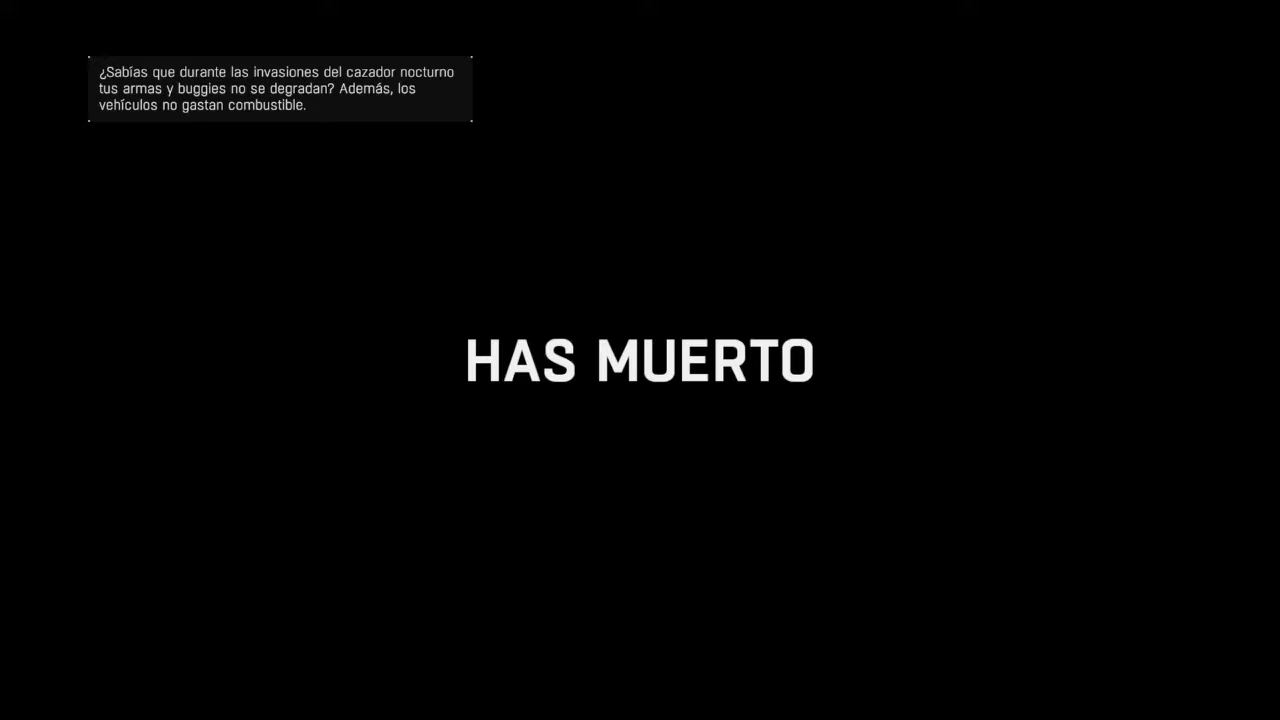 ¿Sabías que durante las invasiones del cazador nocturno
tus armas y buggies no se degradan? Además, los
vehículos no gastan combustible.
HAS MUERTO